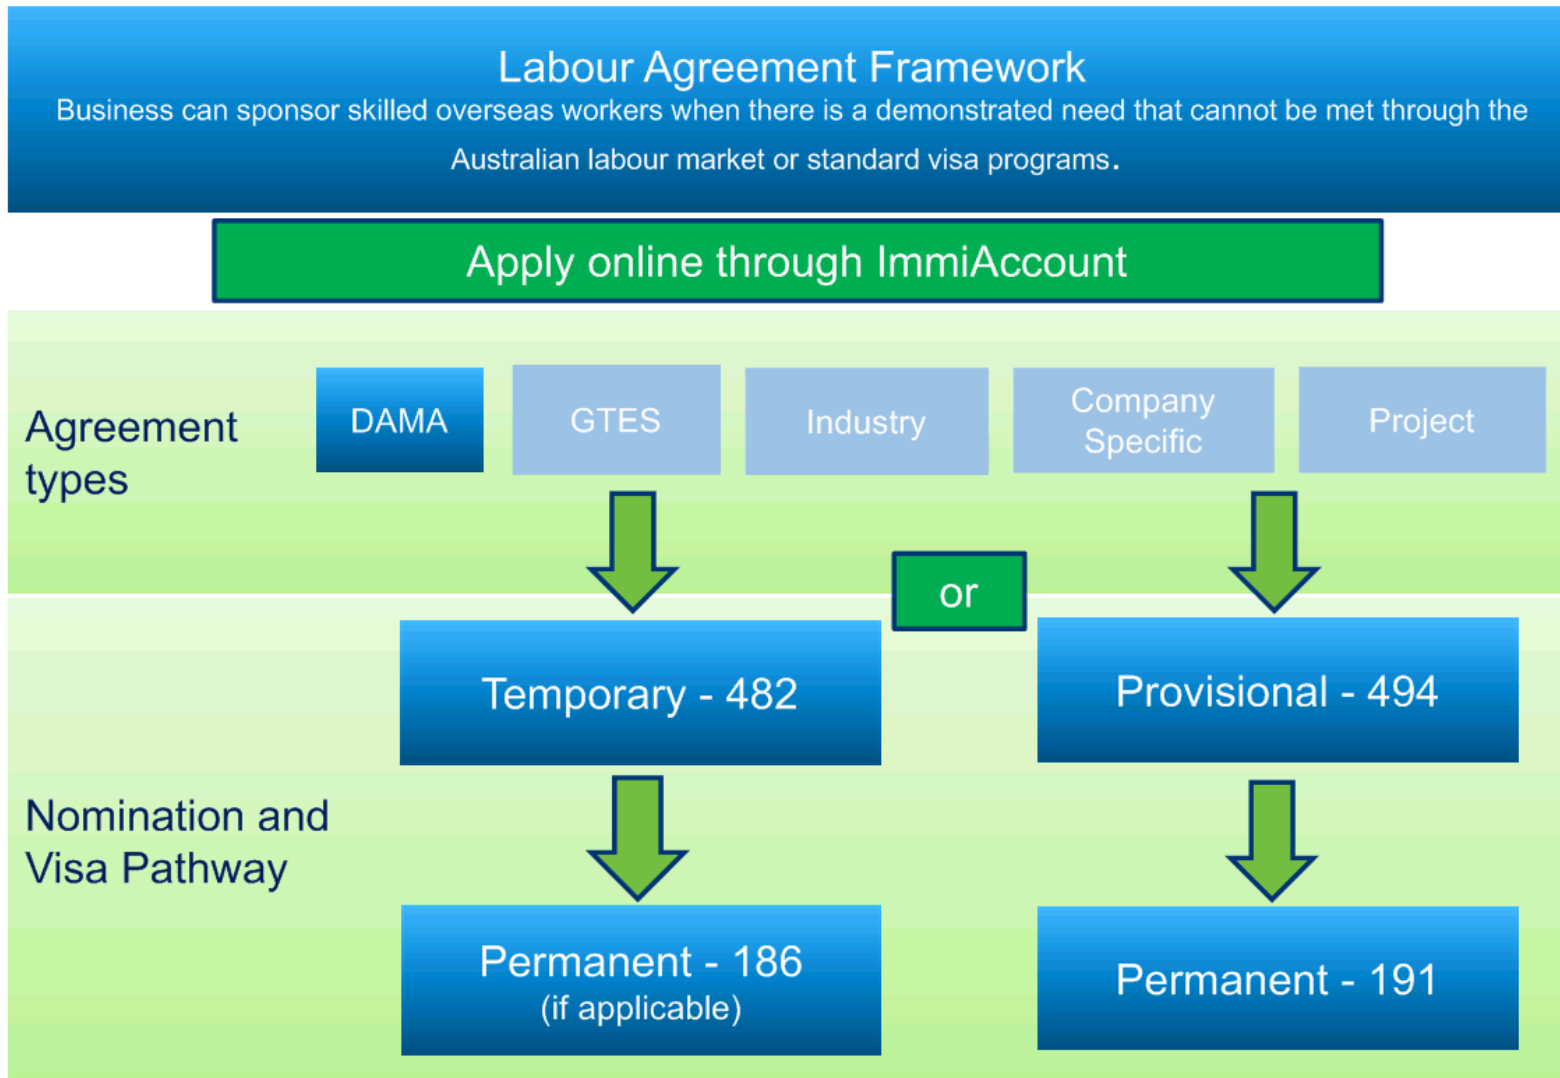 Labour Agreement Framework
Business can sponsor skilled overseas workers when there is a demonstrated need that cannot be met through the
Australian labour market or standard visa programs.
Apply online through ImmiAccount
Agreement
types
DAMA
GTES
Industry
Company
Specific
Project
or
Temporary - 482
Provisional - 494
Nomination and
Visa Pathway
Permanent - 186
(if applicable)
Permanent - 191